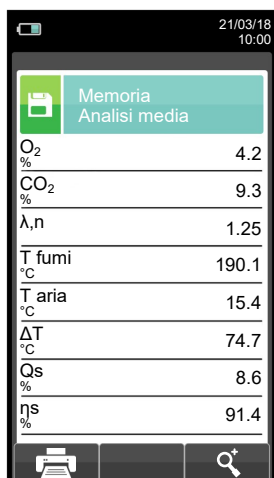 21/03/18
10:00
Memoria
Analisi media
O₂
%
4.2
CO₂
%
9.3
λ,n
1.25
T fumi
°C
190.1
T aria
°C
15.4
ΔT
°C
74.7
Qs
%
8.6
ηs
%
91.4